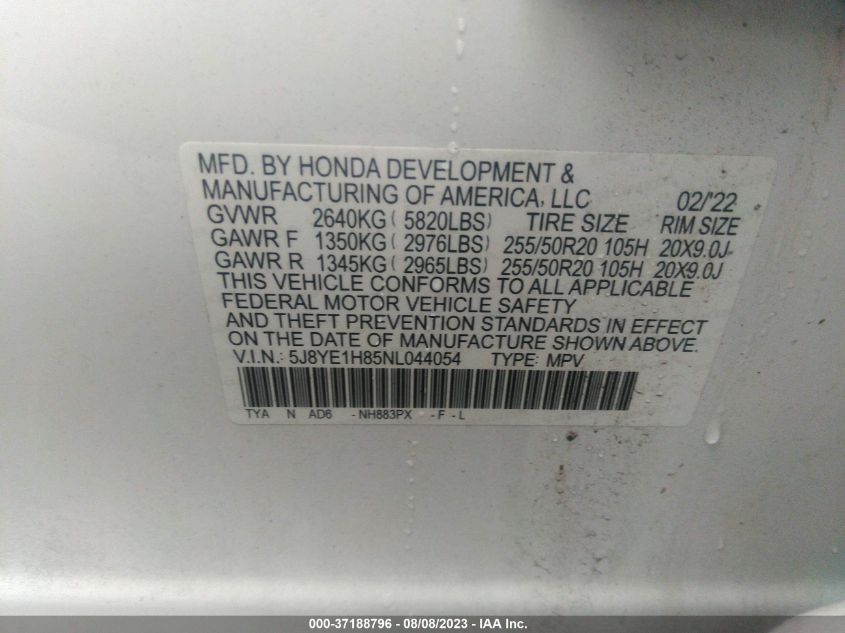 MFD. BY HONDA DEVELOPMENT &
MANUFACTURING OF AMERICA, LLC 02/'22
GVWR 2640KG ( 5820LBS) TIRE SIZE RIM SIZE
GAWR F 1350KG( 2976LBS) 255/50R20 105H 20X9.0J
GAWR R 1345KG(2965LBS) 255/50R20 105H 20X9.0J
THIS VEHICLE CONFORMS TO ALL APPLICABLE
FEDERAL MOTOR VEHICLE SAFETY
AND THEFT PREVENTION STANDARDS IN EFFECT
ON THE DATE OF MANUFACTURE SHOWN ABOVE.
V.I.N.: 5J8YE1H85NL044054 TYPE: MPV
TYA N AD6 -NH883PX -F -L
000-37188796 - 08/08/2023 - IAA Inc.